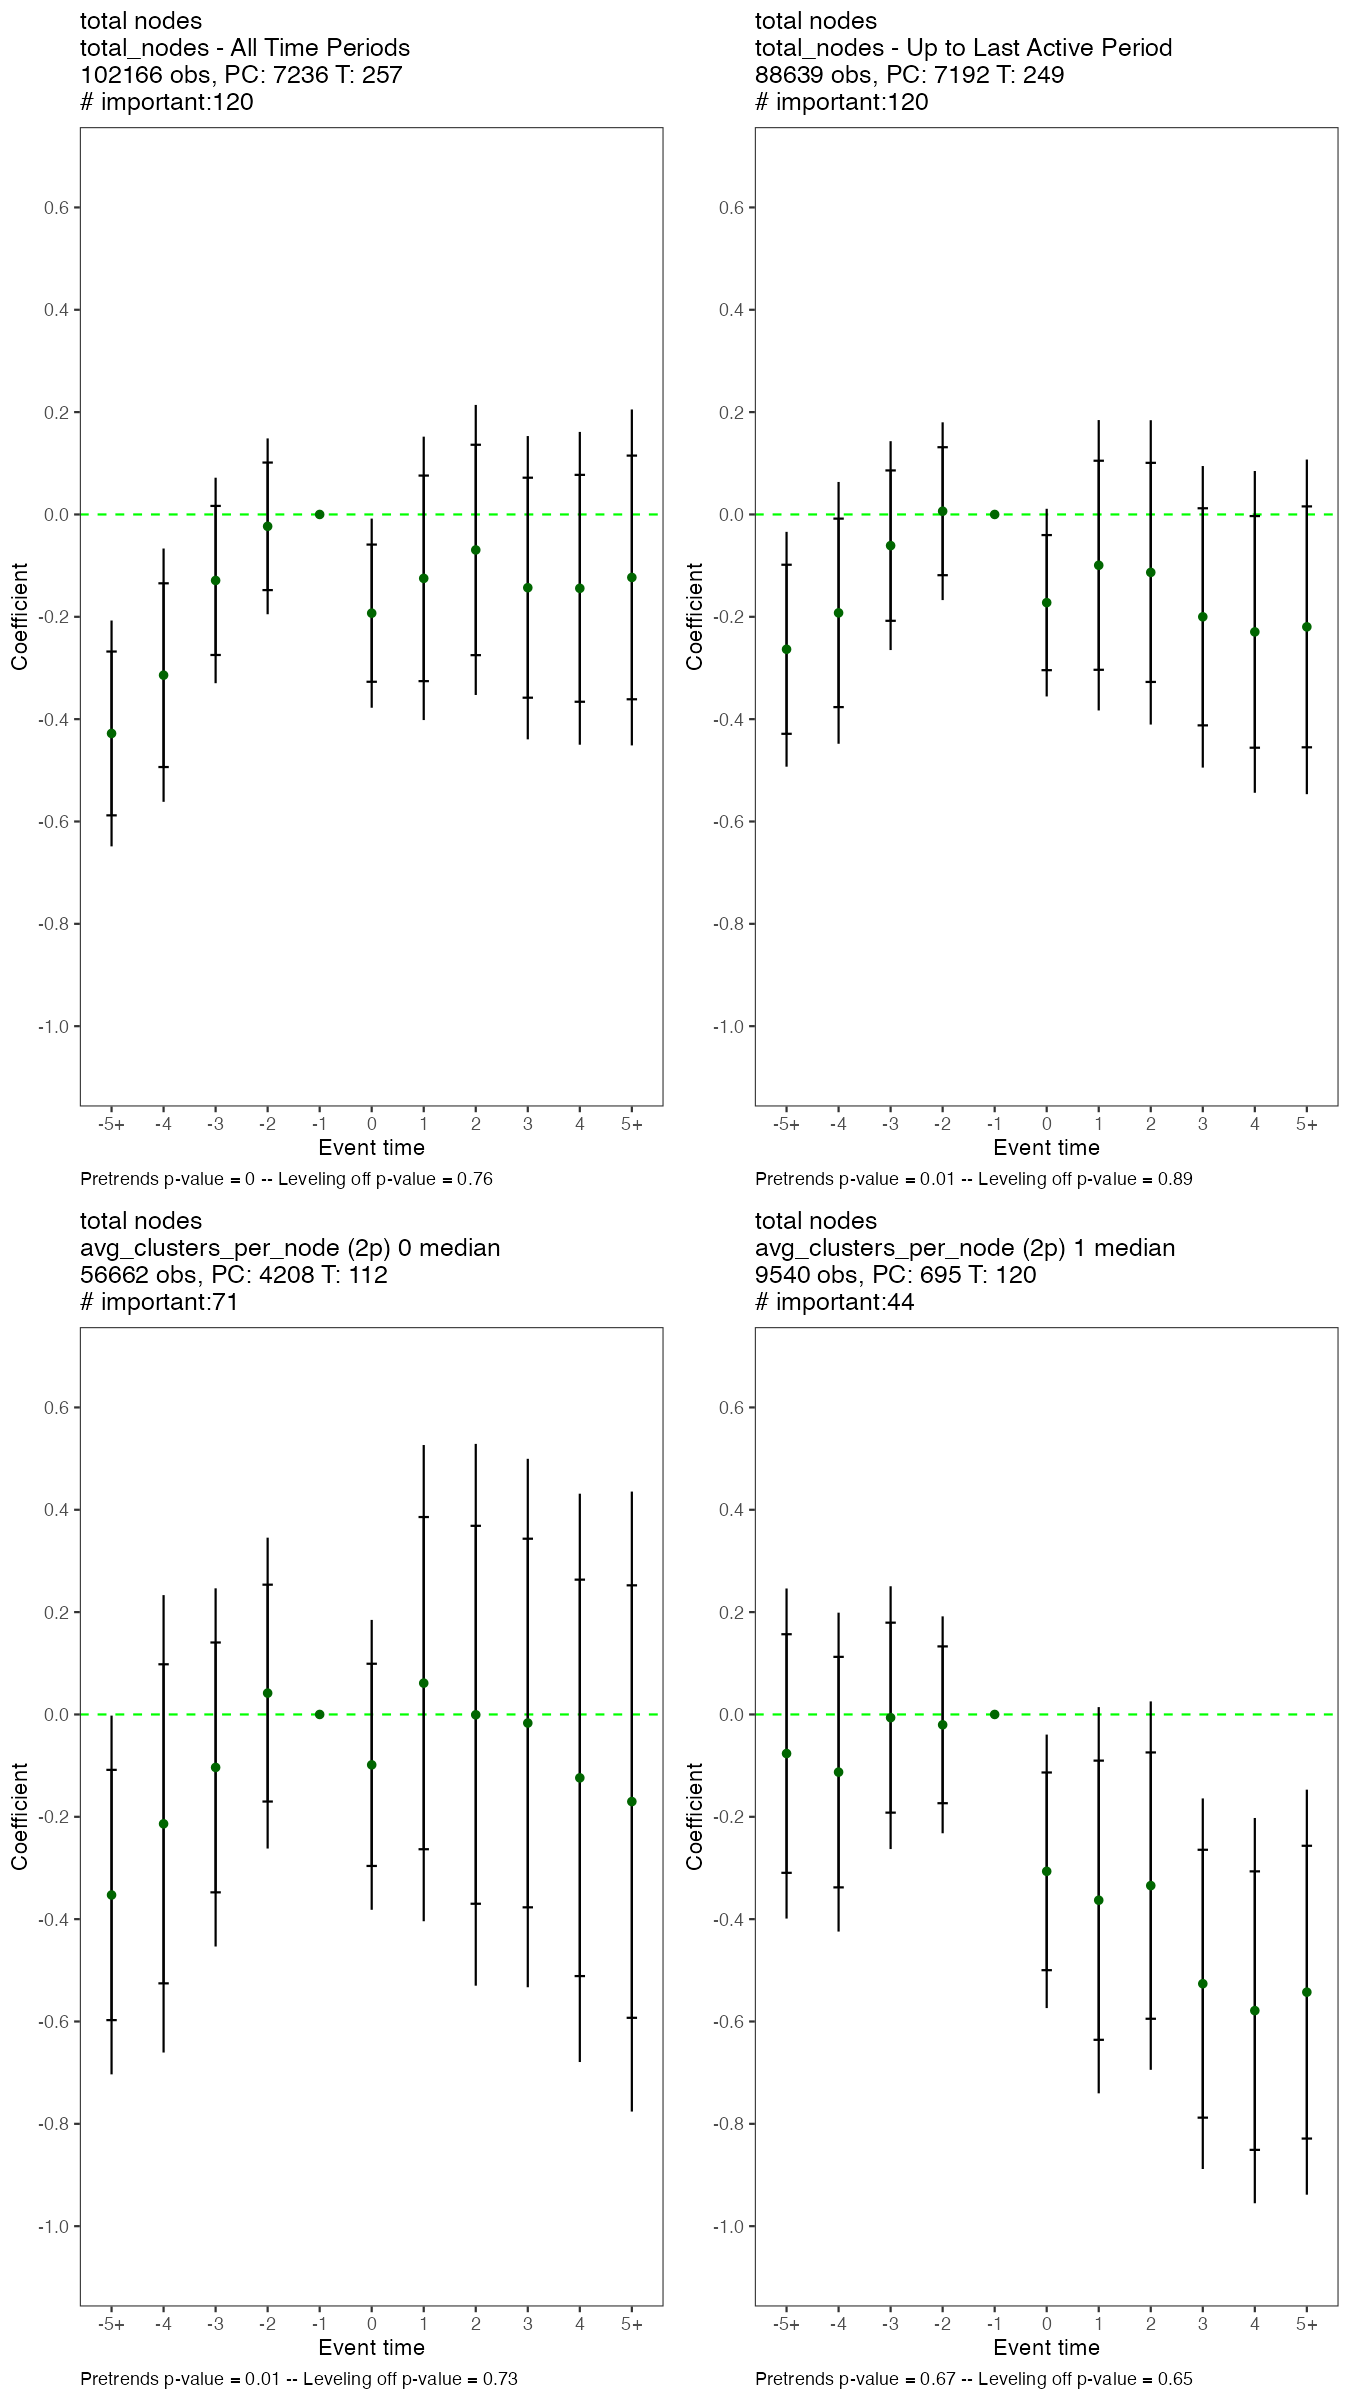 total nodes
total_nodes - All Time Periods
102166 obs, PC: 7236 T: 257
# important:120
0.6
0.4
0.2
0.0
-0.2
-0.4
-0.6
-0.8
-1.0
Coefficient
-5+ -4 -3 -2 -1 0 1 2 3 4 5+
Event time
Pretrends p-value = 0 -- Leveling off p-value = 0.76
total nodes
total_nodes - Up to Last Active Period
88639 obs, PC: 7192 T: 249
# important:120
0.6
0.4
0.2
0.0
-0.2
-0.4
-0.6
-0.8
-1.0
Coefficient
-5+ -4 -3 -2 -1 0 1 2 3 4 5+
Event time
Pretrends p-value = 0.01 -- Leveling off p-value = 0.89
total nodes
avg_clusters_per_node (2p) 0 median
56662 obs, PC: 4208 T: 112
# important:71
0.6
0.4
0.2
0.0
-0.2
-0.4
-0.6
-0.8
-1.0
Coefficient
-5+ -4 -3 -2 -1 0 1 2 3 4 5+
Event time
Pretrends p-value = 0.01 -- Leveling off p-value = 0.73
total nodes
avg_clusters_per_node (2p) 1 median
9540 obs, PC: 695 T: 120
# important:44
0.6
0.4
0.2
0.0
-0.2
-0.4
-0.6
-0.8
-1.0
Coefficient
-5+ -4 -3 -2 -1 0 1 2 3 4 5+
Event time
Pretrends p-value = 0.67 -- Leveling off p-value = 0.65